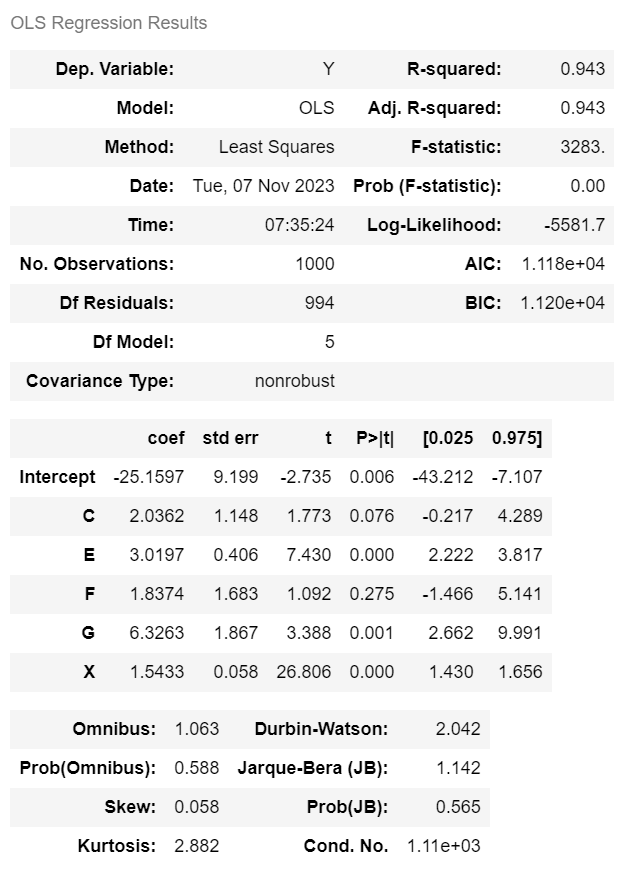 OLS Regression Results
Dep. Variable: Y R-squared: 0.943
Model: OLS Adj. R-squared: 0.943
Method: Least Squares F-statistic: 3283.
Date: Tue, 07 Nov 2023 Prob (F-statistic): 0.00
Time: 07:35:24 Log-Likelihood: -5581.7
No. Observations: 1000 AIC: 1.118e+04
Df Residuals: 994 BIC: 1.120e+04
Df Model: 5
Covariance Type: nonrobust
coef std err t P>|t| [0.025 0.975]
Intercept -25.1597 9.199 -2.735 0.006 -43.212 -7.107
C 2.0362 1.148 1.773 0.076 -0.217 4.289
E 3.0197 0.406 7.430 0.000 2.222 3.817
F 1.8374 1.683 1.092 0.275 -1.466 5.141
G 6.3263 1.867 3.388 0.001 2.662 9.991
X 1.5433 0.058 26.806 0.000 1.430 1.656
Omnibus: 1.063 Durbin-Watson: 2.042
Prob(Omnibus): 0.588 Jarque-Bera (JB): 1.142
Skew: 0.058 Prob(JB): 0.565
Kurtosis: 2.882 Cond. No. 1.11e+03